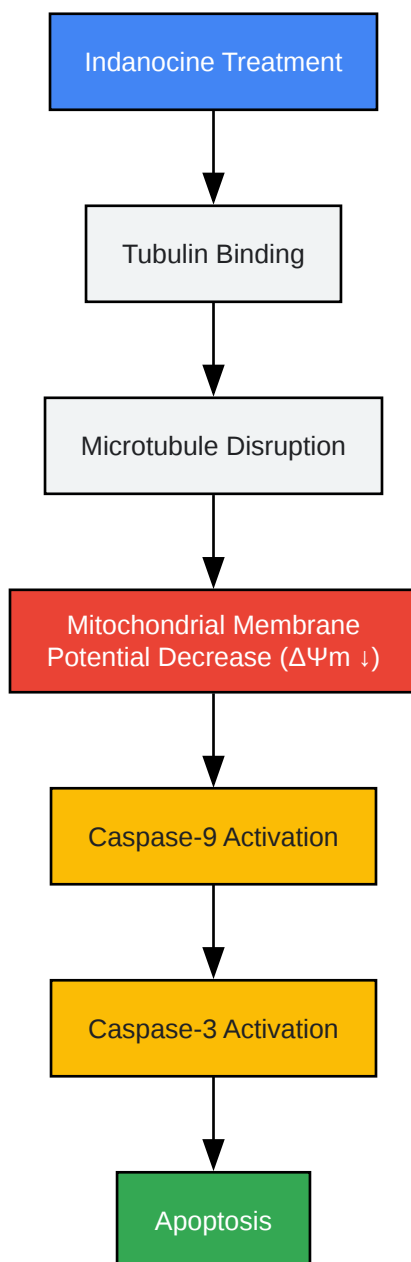 Indanocine Treatment
Tubulin Binding
Microtubule Disruption
Mitochondrial Membrane
Potential Decrease (ΔΨm ↓)
Caspase-9 Activation
Caspase-3 Activation
Apoptosis